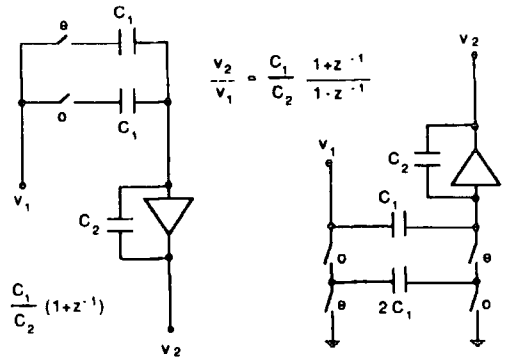 e
C₁
o
C₁
v₁
C₂
C₁/C₂ (1+z⁻¹)
v₂
v₂/v₁ = C₁/C₂ 1+z⁻¹/1-z⁻¹
v₂
C₂
v₁
C₁
o
e
2C₁
e
o